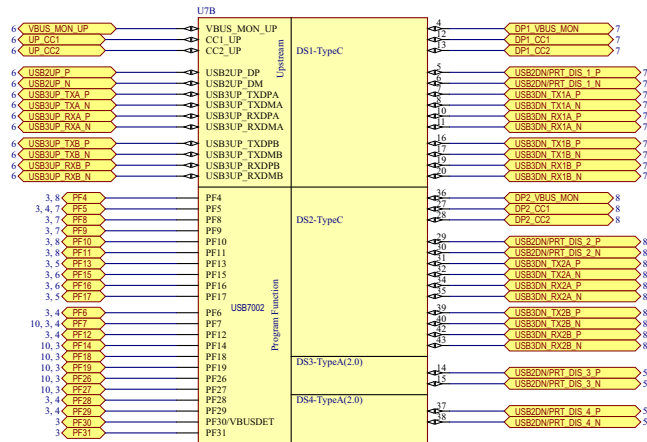 U7B
6 VBUS_MON_UP VBUS_MON_UP
6 UP_CC1 CC1_UP
6 UP_CC2 CC2_UP
6 USB2UP_P USB2UP_DP
6 USB2UP_N USB2UP_DM
6 USB3UP_TXA_P USB3UP_TXDPA
6 USB3UP_TXA_N USB3UP_TXDMA
6 USB3UP_RXA_P USB3UP_RXDPA
6 USB3UP_RXA_N USB3UP_RXDMA
6 USB3UP_TXB_P USB3UP_TXDPB
6 USB3UP_TXB_N USB3UP_TXDMB
6 USB3UP_RXB_P USB3UP_RXDPB
6 USB3UP_RXB_N USB3UP_RXDMB
Upstream
3, 8 PF4 PF4
3, 4, 7 PF5 PF5
3, 7 PF8 PF8
3, 7 PF9 PF9
3, 8 PF10 PF10
3, 8 PF11 PF11
3, 5 PF13 PF13
3, 6 PF15 PF15
3, 6 PF16 PF16
3, 5 PF17 PF17
3, 4 PF6 PF6
10, 3, 4 PF7 PF7
3, 4 PF12 PF12
10, 3 PF14 PF14
10, 3 PF18 PF18
10, 3 PF19 PF19
10, 3 PF26 PF26
10, 3 PF27 PF27
3, 4 PF28 PF28
3, 4 PF29 PF29
3 PF30 PF30/VBUSDET
3 PF31 PF31
USB7002
Program Function
DS1-TypeC
4 DP1_VBUS_MON 7
12 DP1_CC1 7
13 DP1_CC2 7
5 USB2DN/PRT_DIS_1_P 7
6 USB2DN/PRT_DIS_1_N 7
7 USB3DN_TX1A_P 7
8 USB3DN_TX1A_N 7
10 USB3DN_RX1A_P 7
11 USB3DN_RX1A_N 7
16 USB3DN_TX1B_P 7
17 USB3DN_TX1B_N 7
19 USB3DN_RX1B_P 7
20 USB3DN_RX1B_N 7
DS2-TypeC
36 DP2_VBUS_MON 8
27 DP2_CC1 8
28 DP2_CC2 8
29 USB2DN/PRT_DIS_2_P 8
30 USB2DN/PRT_DIS_2_N 8
31 USB3DN_TX2A_P 8
32 USB3DN_TX2A_N 8
34 USB3DN_RX2A_P 8
35 USB3DN_RX2A_N 8
39 USB3DN_TX2B_P 8
40 USB3DN_TX2B_N 8
42 USB3DN_RX2B_P 8
43 USB3DN_RX2B_N 8
DS3-TypeA(2.0)
14 USB2DN/PRT_DIS_3_P 5
15 USB2DN/PRT_DIS_3_N 5
DS4-TypeA(2.0)
37 USB2DN/PRT_DIS_4_P 5
38 USB2DN/PRT_DIS_4_N 5